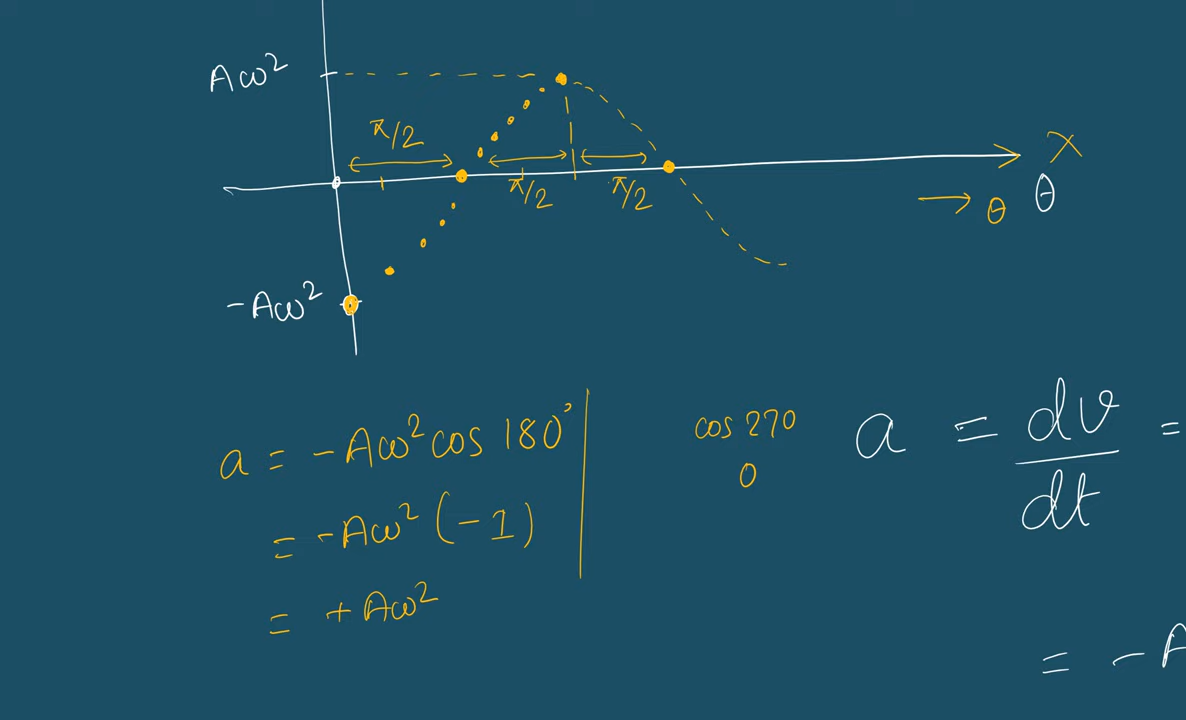 Aω²
π/2
π/2
π/2
X
→ θ
θ
-Aω²
a = -Aω² cos 180°
= -Aω² (-1)
= +Aω²
cos 270
0
a = dv/dt =
= -A